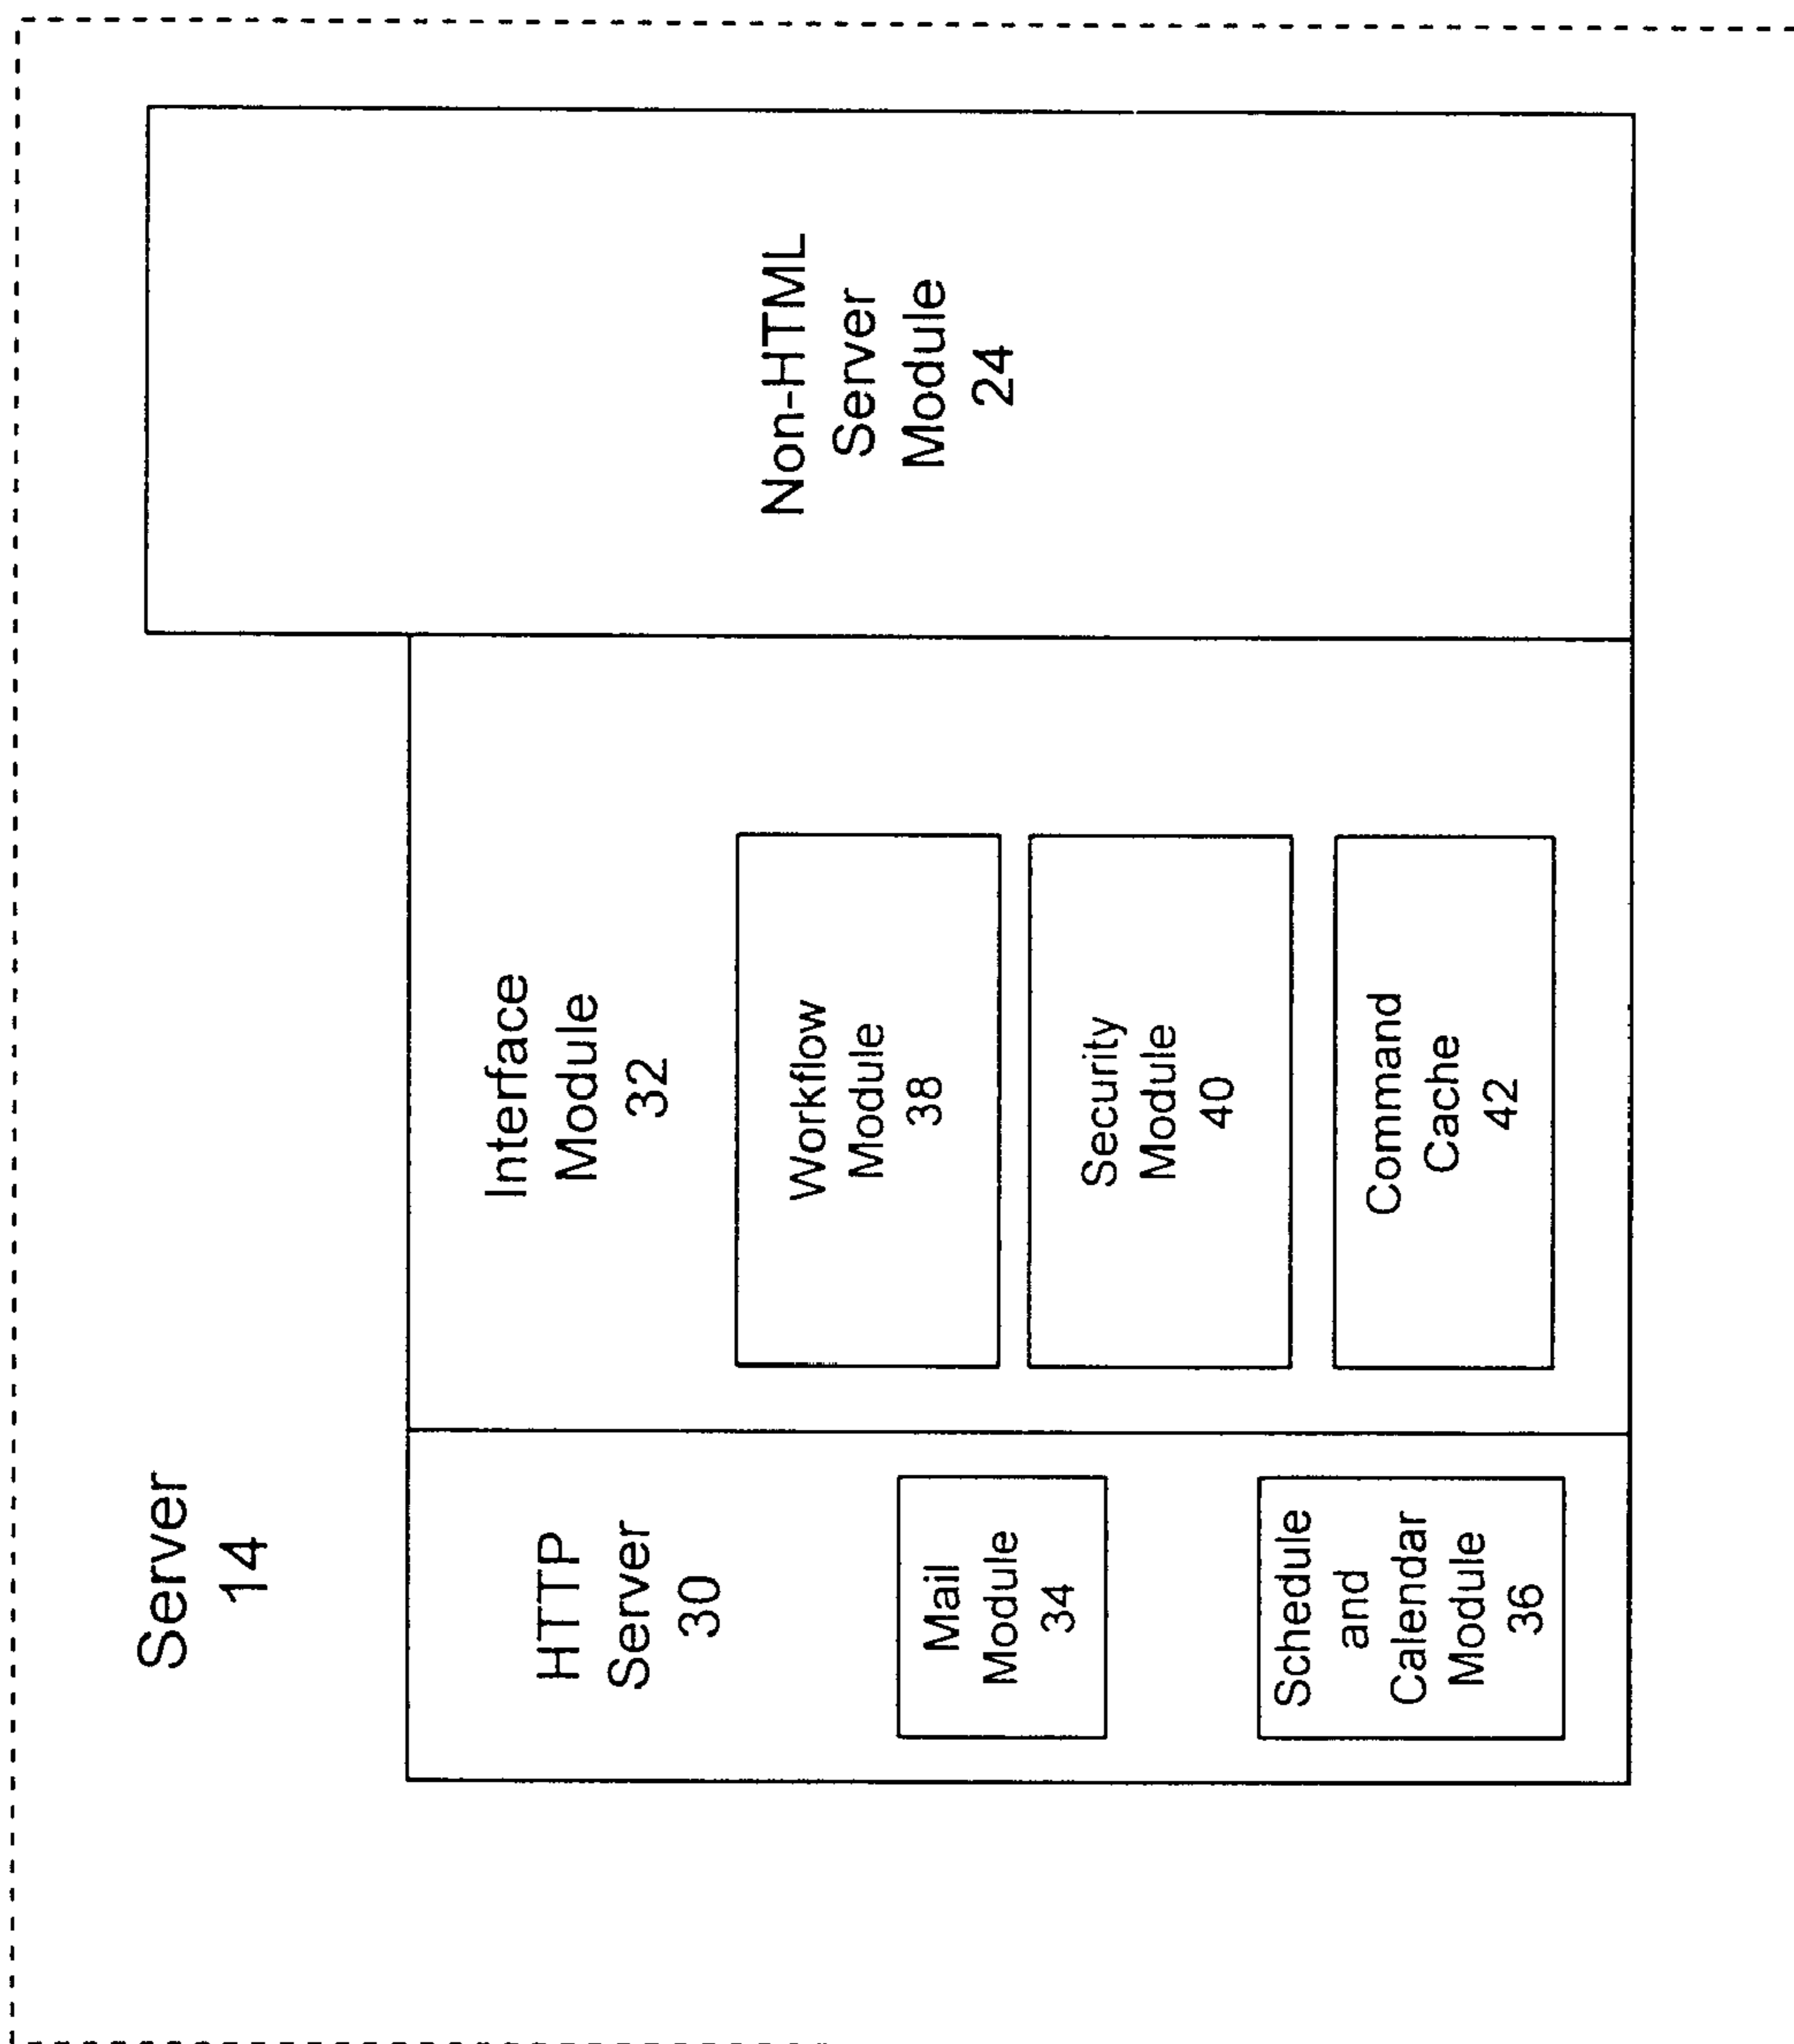 Server
14
HTTP
Server
30
Mail
Module
34
Schedule
and
Calendar
Module
36
Interface
Module
32
Workflow
Module
38
Security
Module
40
Command
Cache
42
Non-HTML
Server
Module
24